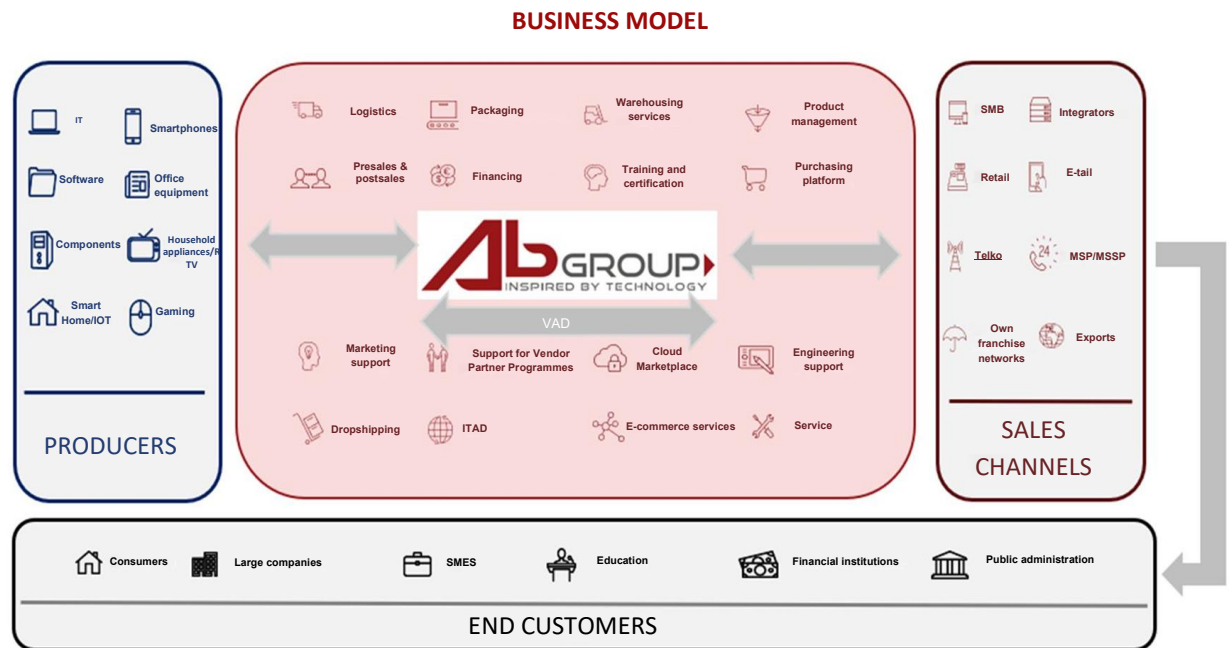 BUSINESS MODEL
IT
Smartphones
Software
Office
equipment
Components
Household
appliances/R
TV
Smart
Home/IOT
Gaming
PRODUCERS
Logistics
Packaging
Warehousing
services
Product
management
Presales &
postsales
Financing
Training and
certification
Purchasing
platform
Ab GROUP
INSPIRED BY TECHNOLOGY
VAD
Marketing
support
Support for Vendor
Partner Programmes
Cloud
Marketplace
Engineering
support
Dropshipping
ITAD
E-commerce services
Service
SMB
Integrators
Retail
E-tail
Telko
24
MSP/MSSP
Own
franchise
networks
Exports
SALES
CHANNELS
Consumers
Large companies
SMES
Education
Financial institutions
Public administration
END CUSTOMERS